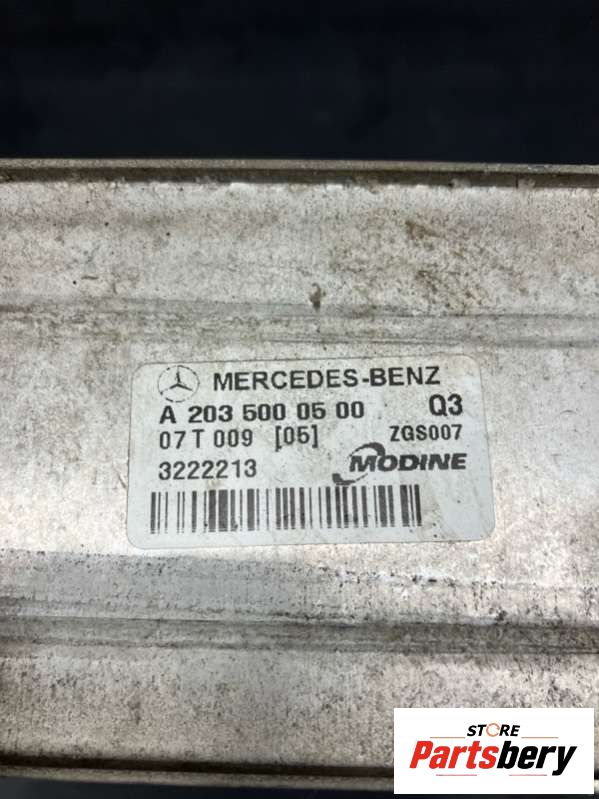 MERCEDES-BENZ
A 203 500 05 00 Q3
07 T 009 [05] ZGS007
3222213 MODINE
STORE
Partsbery